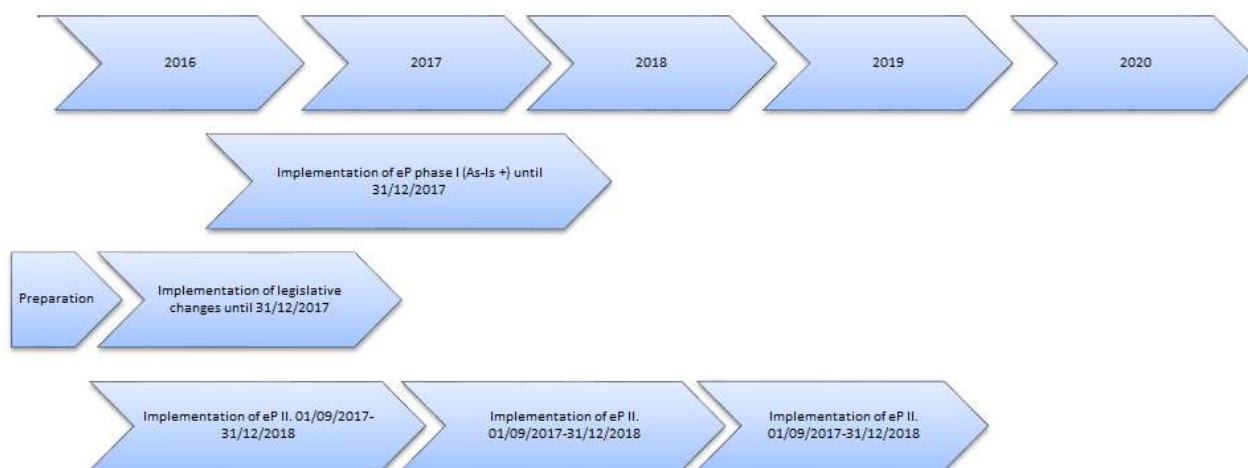 2016
2017
2018
2019
2020
Implementation of eP phase I (As-Is +) until
31/12/2017
Preparation
Implementation of legislative
changes until 31/12/2017
Implementation of eP II. 01/09/2017-
31/12/2018
Implementation of eP II.
01/09/2017-31/12/2018
Implementation of eP II.
01/09/2017-31/12/2018